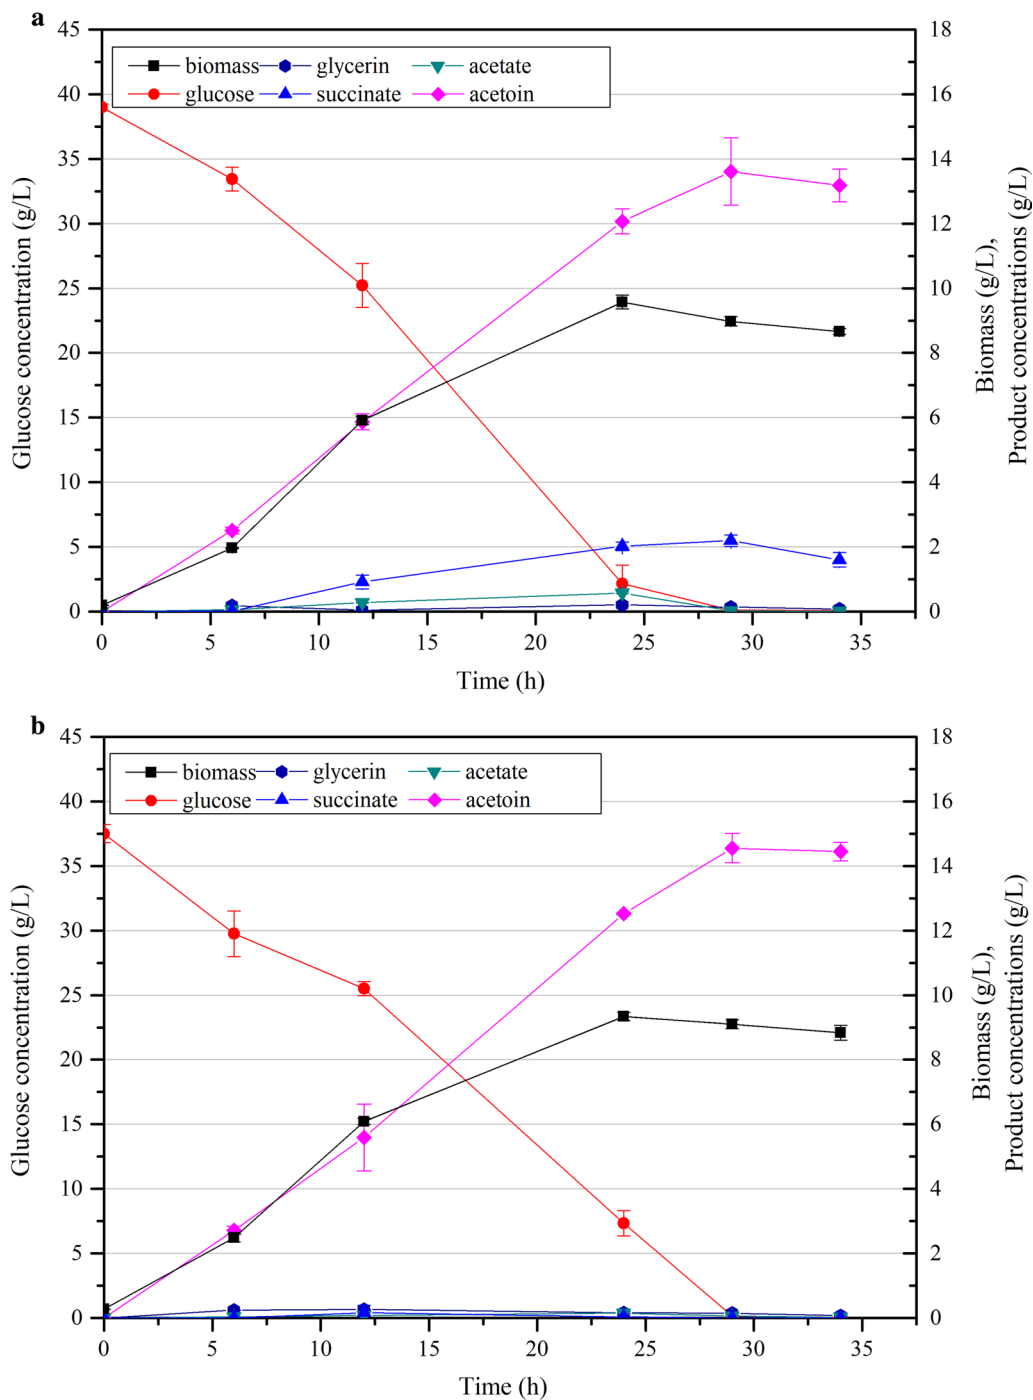 a
45
40
35
30
25
20
15
10
5
0
Glucose concentration (g/L)
biomass glycerin acetate
glucose succinate acetoin
18
16
14
12
10
8
6
4
2
0
Biomass (g/L),
Product concentrations (g/L)
0 5 10 15 20 25 30 35
Time (h)
b
45
40
35
30
25
20
15
10
5
0
Glucose concentration (g/L)
biomass glycerin acetate
glucose succinate acetoin
18
16
14
12
10
8
6
4
2
0
Biomass (g/L),
Product concentrations (g/L)
0 5 10 15 20 25 30 35
Time (h)